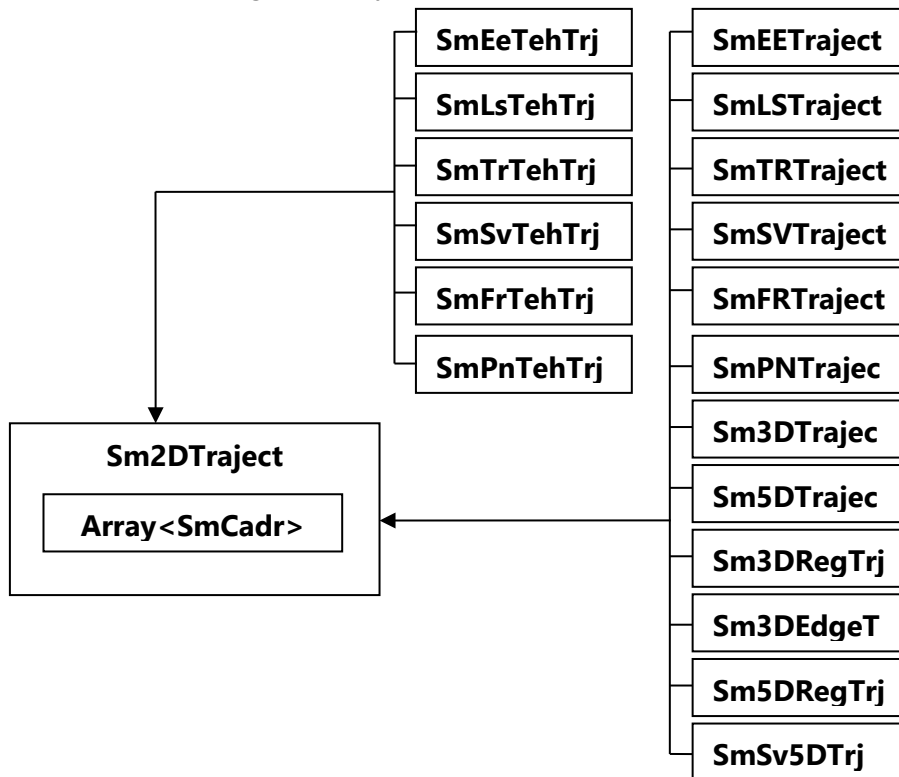 SmEeTehTrj
SmLsTehTrj
SmTrTehTrj
SmSvTehTrj
SmFrTehTrj
SmPnTehTrj
SmEETraject
SmLSTraject
SmTRTraject
SmSVTraject
SmFRTraject
SmPNTrajec
Sm3DTrajec
Sm5DTrajec
Sm3DRegTrj
Sm3DEdgeT
Sm5DRegTrj
SmSv5DTrj
Sm2DTraject
Array<SmCadr>